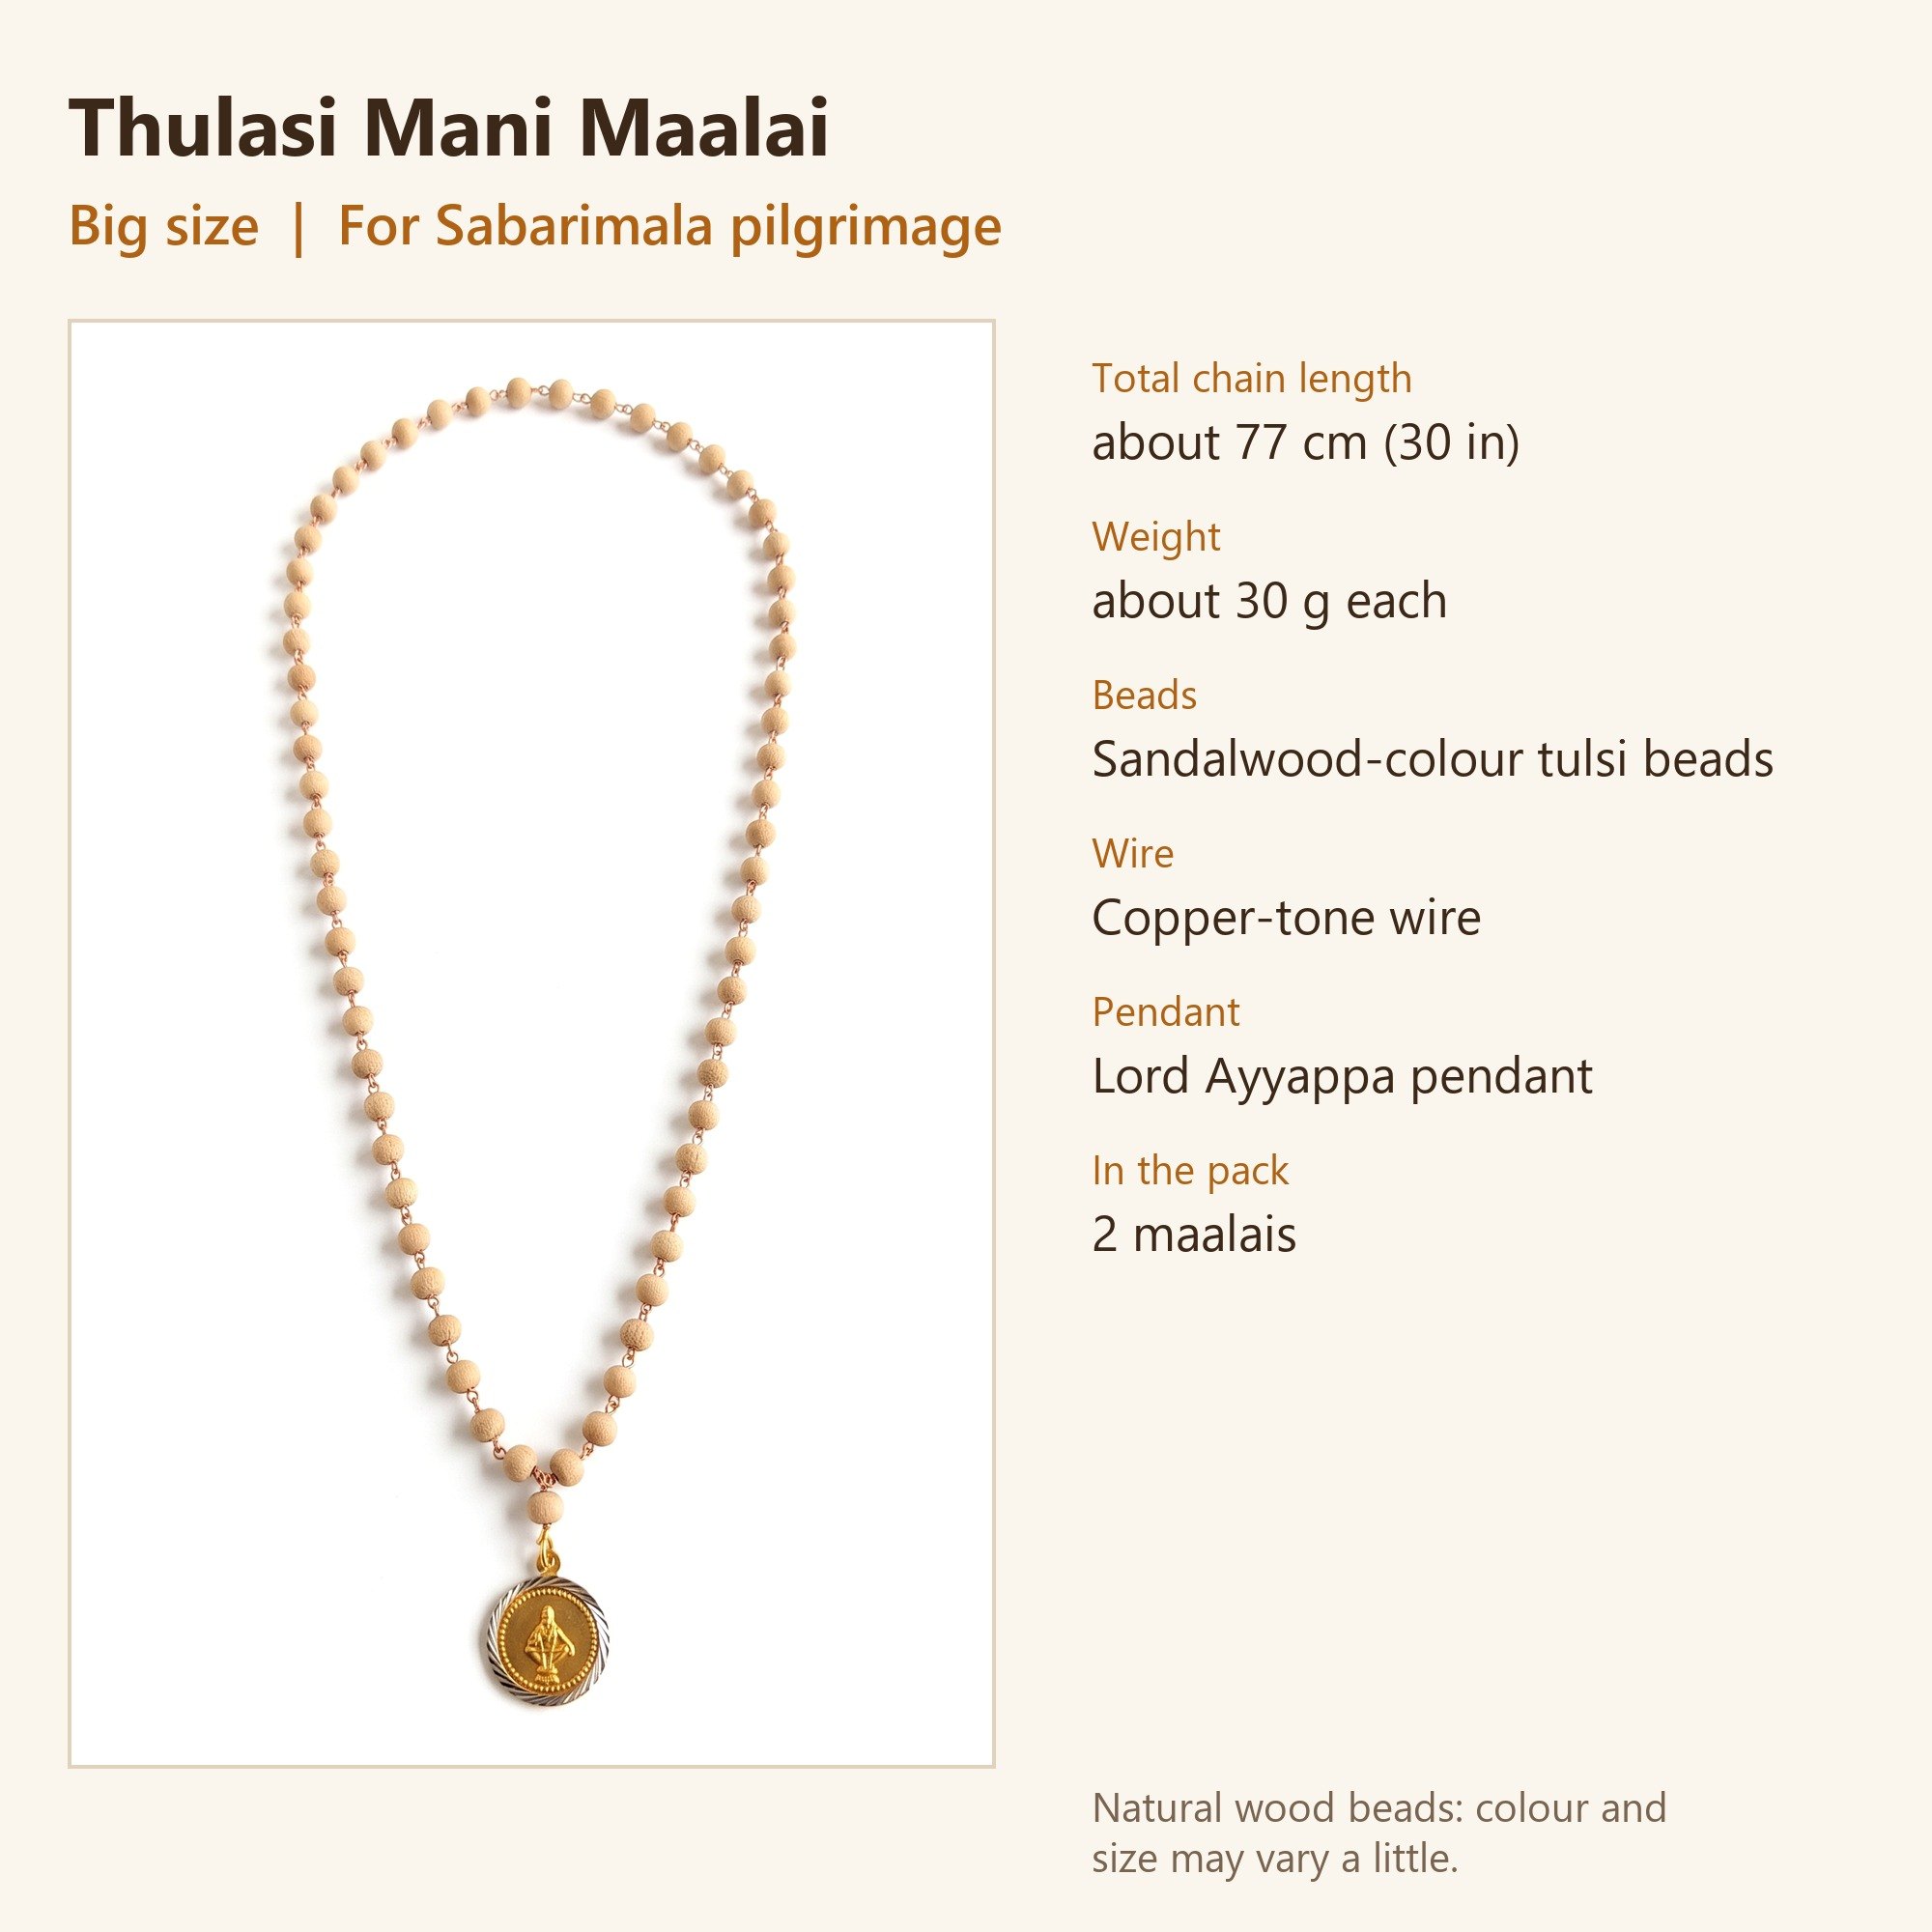 Thulasi Mani Maalai
Big size | For Sabarimala pilgrimage
Total chain length
about 77 cm (30 in)
Weight
about 30 g each
Beads
Sandalwood-colour tulsi beads
Wire
Copper-tone wire
Pendant
Lord Ayyappa pendant
In the pack
2 maalais
Natural wood beads: colour and
size may vary a little.